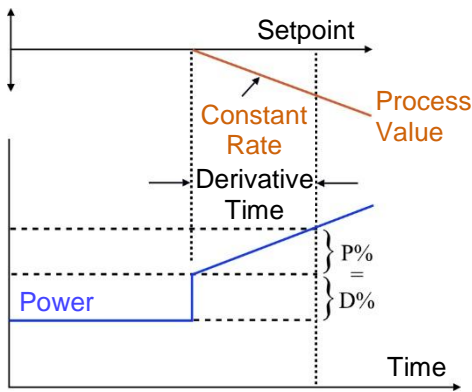 Setpoint
Process
Value
Constant
Rate
Derivative
Time
P%
=
D%
Power
Time